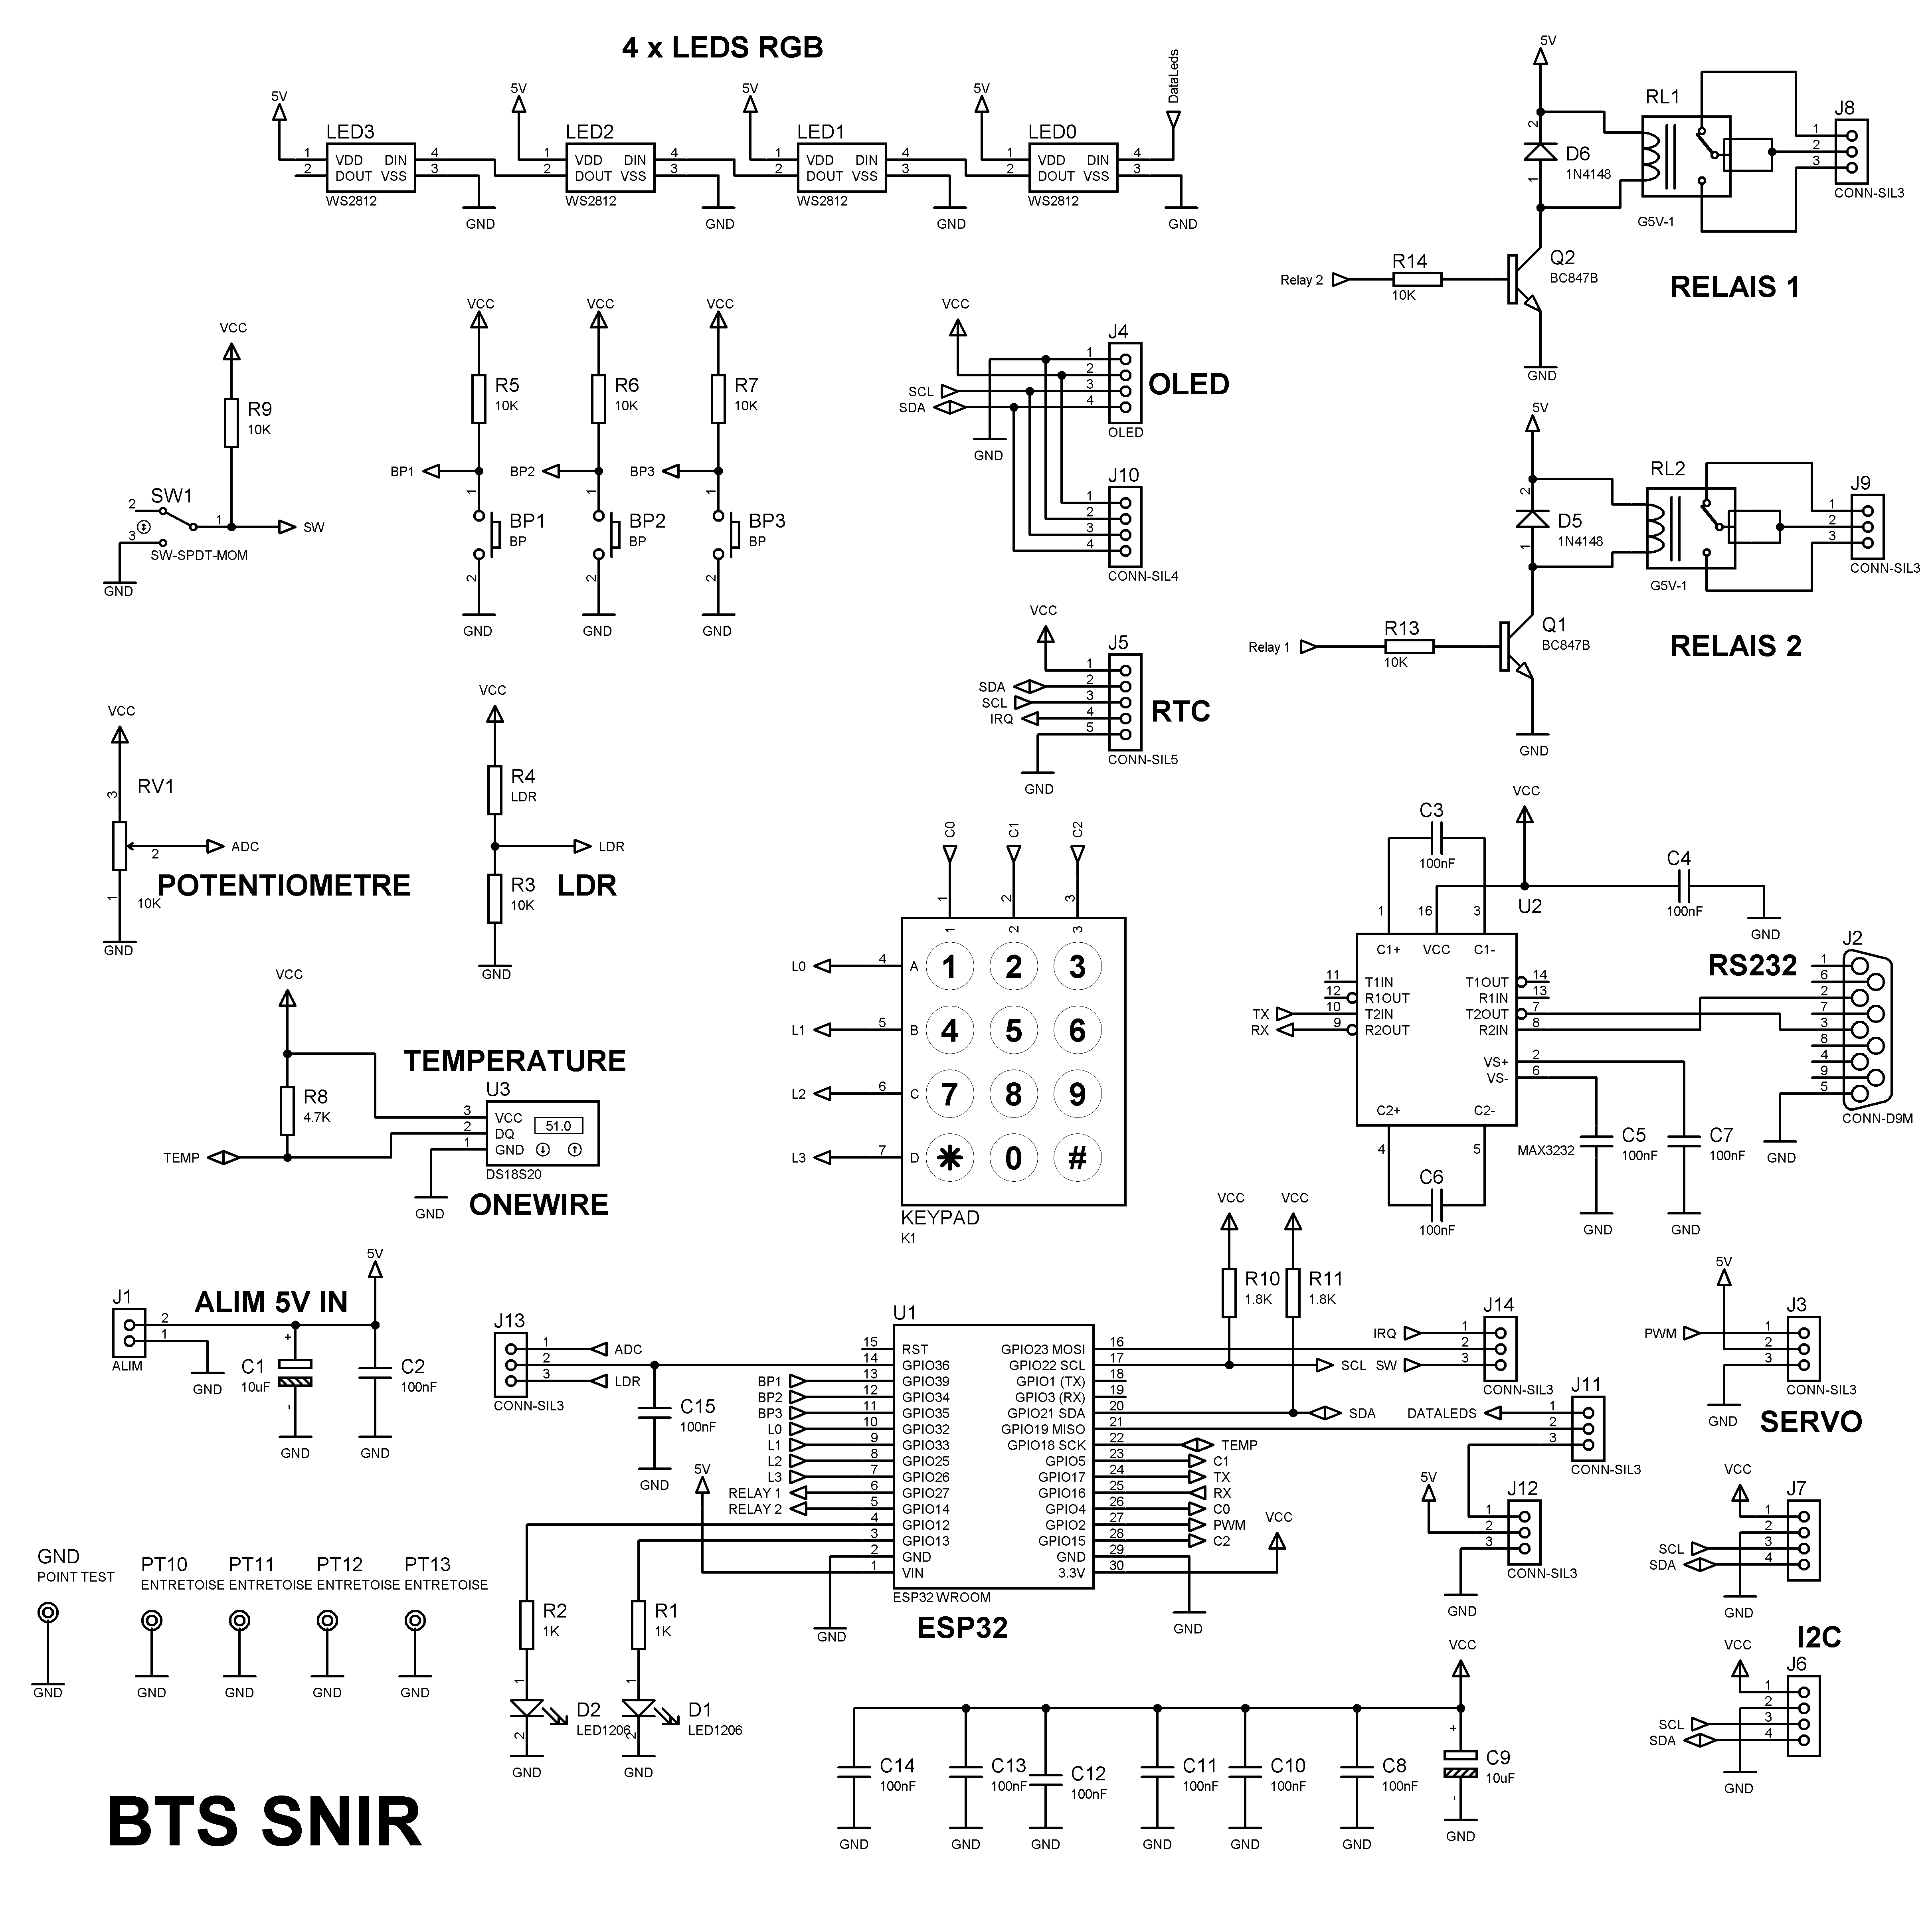 4 x LEDS RGB
5V
LED3
1 VDD DIN 4
2 DOUT VSS 3
WS2812
GND
5V
LED2
1 VDD DIN 4
2 DOUT VSS 3
WS2812
GND
5V
LED1
1 VDD DIN 4
2 DOUT VSS 3
WS2812
GND
5V
LED0
1 VDD DIN 4
2 DOUT VSS 3
WS2812
GND
DataLeds
5V
2
D6
1N4148
1
RL1
G5V-1
J8
1
2
3
CONN-SIL3
Relay 2
R14
10K
Q2
BC847B
GND
RELAIS 1
VCC
R9
10K
SW1
2
1
3
SW
SW-SPDT-MOM
GND
VCC
R5
10K
BP1
1
BP1
BP
2
GND
VCC
R6
10K
BP2
1
BP2
BP
2
GND
VCC
R7
10K
BP3
1
BP3
BP
2
GND
VCC
J4
1
2
SCL 3
SDA 4
OLED
OLED
GND
J10
1
2
3
4
CONN-SIL4
5V
2
D5
1N4148
1
RL2
G5V-1
J9
1
2
3
CONN-SIL3
Relay 1
R13
10K
Q1
BC847B
GND
RELAIS 2
VCC
J5
1
SDA 2
SCL 3
IRQ 4
5
RTC
CONN-SIL5
GND
VCC
3
RV1
2
ADC
POTENTIOMETRE
1
10K
GND
VCC
R4
LDR
LDR
R3
10K
LDR
GND
C0
C1
C2
1
2
3
1
2
3
L0 4 A 1 2 3
L1 5 B 4 5 6
L2 6 C 7 8 9
L3 7 D * 0 #
KEYPAD
K1
VCC
C3
100nF
C4
100nF
GND
1
16
3
U2
C1+ VCC C1-
11 T1IN T1OUT 14
12 R1OUT R1IN 13
TX 10 T2IN T2OUT 7
RX 9 R2OUT R2IN 8
VS+ 2
VS- 6
C2+ C2-
4
5
MAX3232
C6
100nF
C5
100nF
GND
C7
100nF
GND
RS232
J2
1
6
2
7
3
8
4
9
5
CONN-D9M
GND
VCC
R8
4.7K
TEMP
TEMPERATURE
U3
3 VCC
2 DQ
1 GND
51.0
DS18S20
GND
ONEWIRE
J1
2
1
ALIM
ALIM 5V IN
5V
GND
+
C1
10uF
-
GND
C2
100nF
GND
J13
1 ADC
2
3 LDR
CONN-SIL3
C15
100nF
GND
U1
15 RST GPIO23 MOSI 16
14 GPIO36 GPIO22 SCL 17
BP1 13 GPIO39 GPIO1 (TX) 18
BP2 12 GPIO34 GPIO3 (RX) 19
BP3 11 GPIO35 GPIO21 SDA 20
L0 10 GPIO32 GPIO19 MISO 21
L1 9 GPIO33 GPIO18 SCK 22 TEMP
L2 8 GPIO25 GPIO5 23 C1
L3 7 GPIO26 GPIO17 24 TX
RELAY 1 6 GPIO27 GPIO16 25 RX
RELAY 2 5 GPIO14 GPIO4 26 C0
4 GPIO12 GPIO2 27 PWM
3 GPIO13 GPIO15 28 C2
2 GND GND 29
1 VIN 3.3V 30
ESP32 WROOM
ESP32
5V
GND
GND
VCC
VCC
R10
1.8K
VCC
R11
1.8K
SCL
SDA
J14
IRQ 1
2
SW 3
CONN-SIL3
J11
DATALEDS 1
2
3
CONN-SIL3
5V
J12
1
2
3
CONN-SIL3
GND
5V
J3
PWM 1
2
3
CONN-SIL3
GND
SERVO
VCC
J7
1
2
SCL 3
SDA 4
GND
I2C
VCC
J6
1
2
SCL 3
SDA 4
GND
GND
POINT TEST
GND
PT10
ENTRETOISE
GND
PT11
ENTRETOISE
GND
PT12
ENTRETOISE
GND
PT13
ENTRETOISE
GND
R2
1K
1
D2
LED1206
2
GND
R1
1K
1
D1
LED1206
2
GND
VCC
C14
100nF
GND
C13
100nF
GND
C12
100nF
GND
C11
100nF
GND
C10
100nF
GND
C8
100nF
GND
+
C9
10uF
-
GND
BTS SNIR